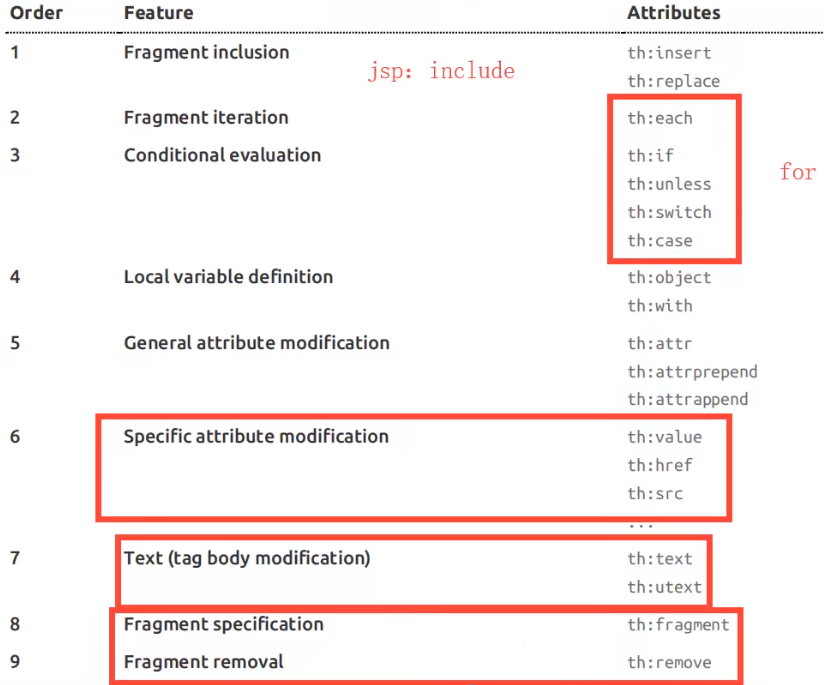 Order Feature Attributes
1 Fragment inclusion th:insert
jsp: include
th:replace
2 Fragment iteration th:each
3 Conditional evaluation th:if
for
th:unless
th:switch
th:case
4 Local variable definition th:object
th:with
5 General attribute modification th:attr
th:attrprepend
th:attrappend
6 Specific attribute modification th:value
th:href
th:src
...
7 Text (tag body modification) th:text
th:utext
8 Fragment specification th:fragment
9 Fragment removal th:remove